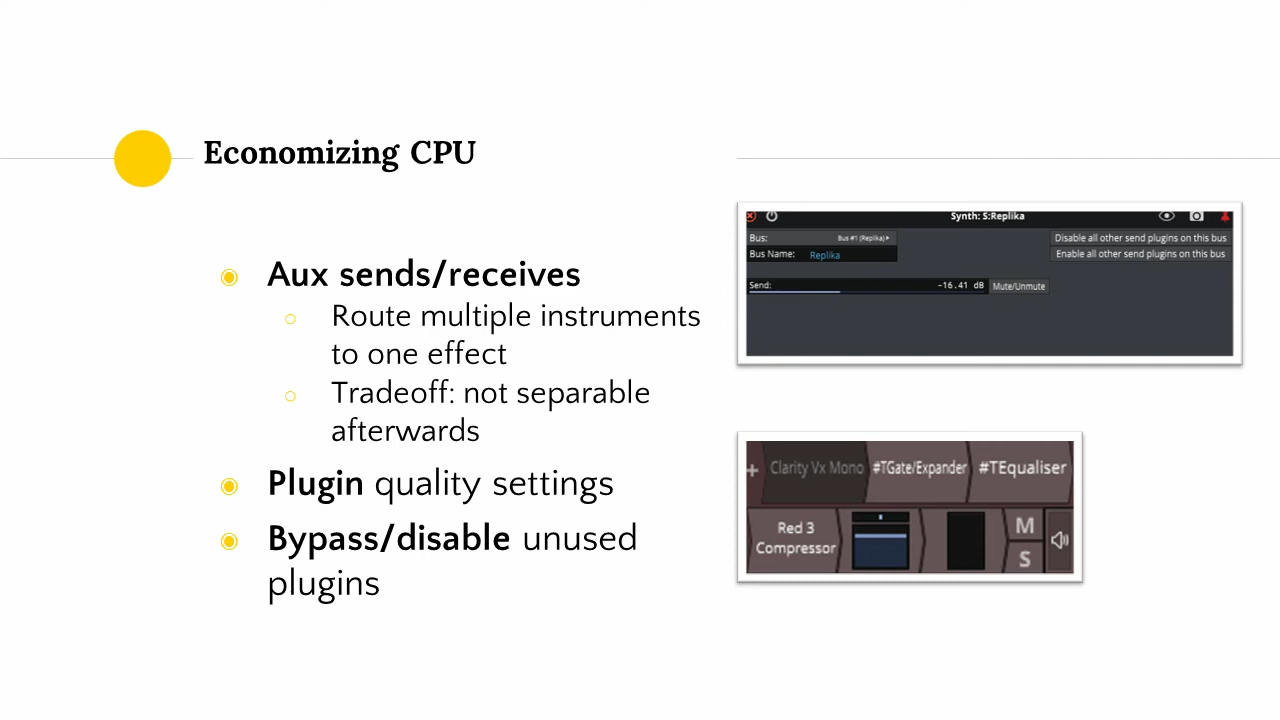 Economizing CPU
Aux sends/receives
Route multiple instruments
to one effect
Tradeoff: not separable
afterwards
Plugin quality settings
Bypass/disable unused
plugins
Synth: S:Replika
Bus: Bus #1 (Replika)
Disable all other send plugins on this bus
Bus Name: Replika
Enable all other send plugins on this bus
Send: -16.41 dB Mute/Unmute
+ Clarity Vx Mono #TGate/Expander #TEqualiser
Red 3
Compressor
M
S